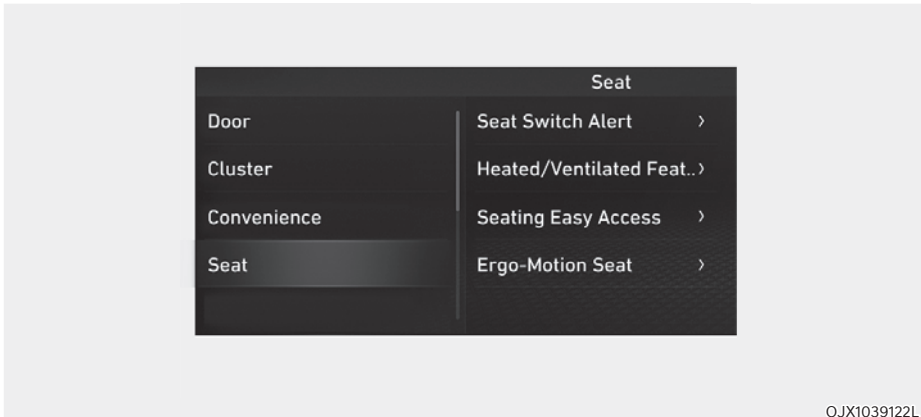 Seat
Door
Cluster
Convenience
Seat
Seat Switch Alert >
Heated/Ventilated Feat..>
Seating Easy Access >
Ergo-Motion Seat >
OJX1039122L